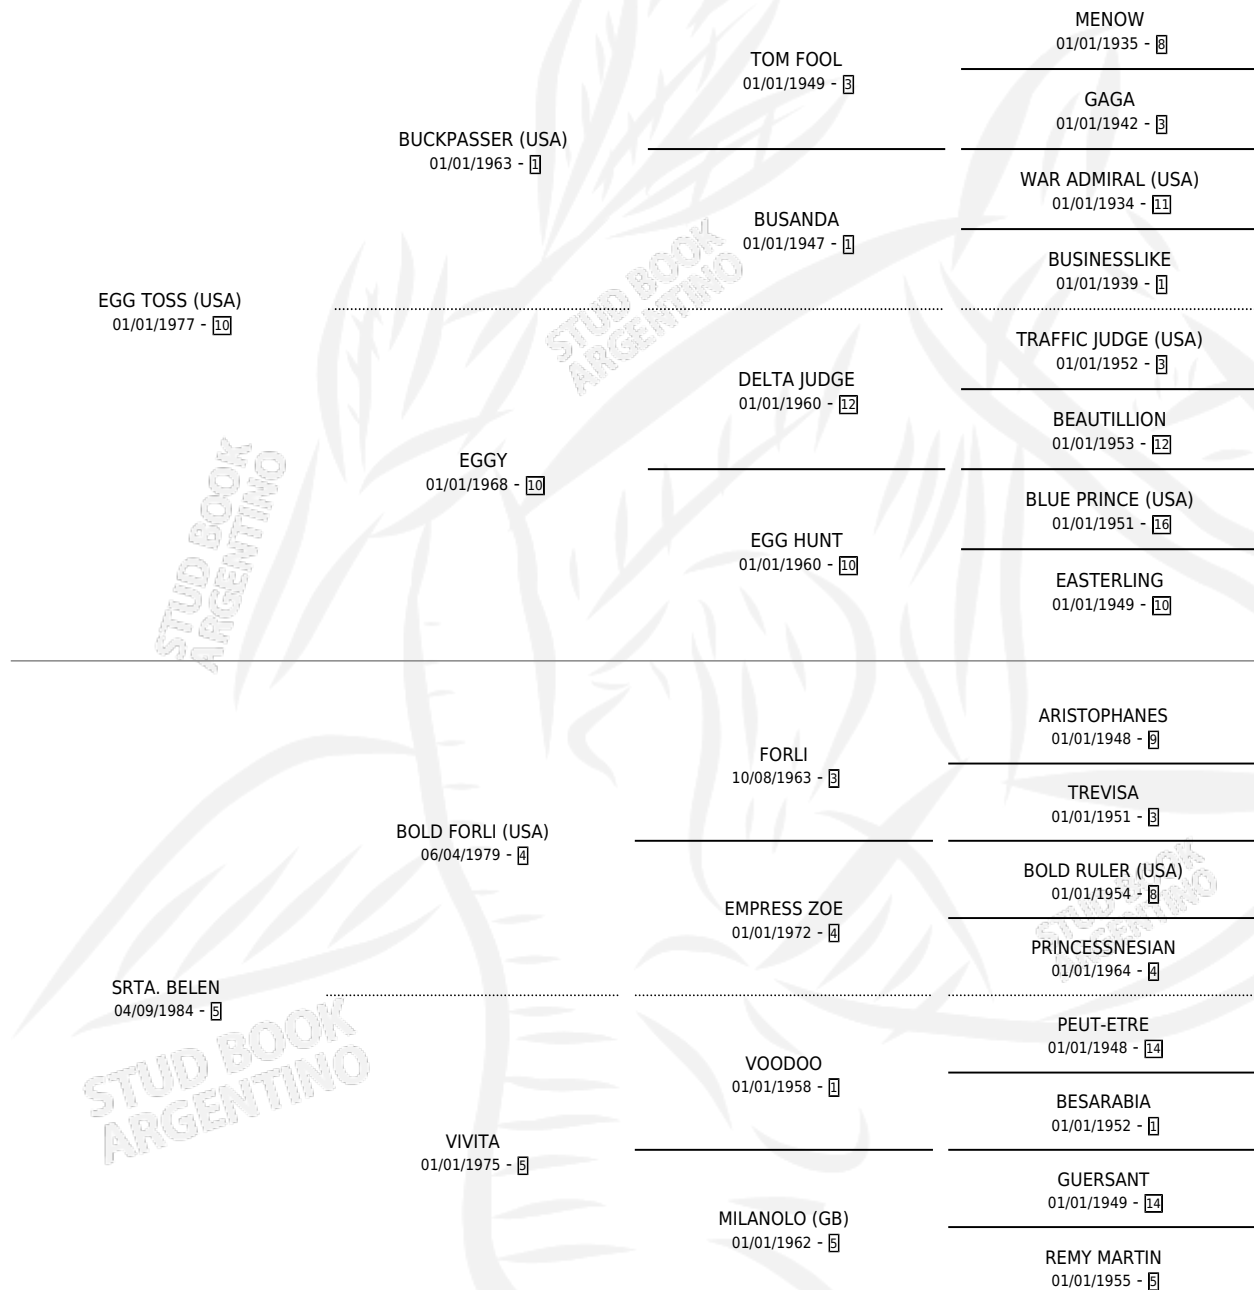 MENOW
01/01/1935 - 8
TOM FOOL
01/01/1949 - 3
GAGA
01/01/1942 - 3
BUCKPASSER (USA)
01/01/1963 - 1
WAR ADMIRAL (USA)
01/01/1934 - 11
BUSANDA
01/01/1947 - 1
BUSINESSLIKE
01/01/1939 - 1
EGG TOSS (USA)
01/01/1977 - 10
TRAFFIC JUDGE (USA)
01/01/1952 - 3
DELTA JUDGE
01/01/1960 - 12
BEAUTILLION
01/01/1953 - 12
EGGY
01/01/1968 - 10
BLUE PRINCE (USA)
01/01/1951 - 16
EGG HUNT
01/01/1960 - 10
EASTERLING
01/01/1949 - 10
ARISTOPHANES
01/01/1948 - 9
FORLI
10/08/1963 - 3
TREVISA
01/01/1951 - 3
BOLD FORLI (USA)
06/04/1979 - 4
BOLD RULER (USA)
01/01/1954 - 8
EMPRESS ZOE
01/01/1972 - 4
PRINCESSNESIAN
01/01/1964 - 4
SRTA. BELEN
04/09/1984 - 5
PEUT-ETRE
01/01/1948 - 14
VOODOO
01/01/1958 - 1
BESARABIA
01/01/1952 - 1
VIVITA
01/01/1975 - 5
GUERSANT
01/01/1949 - 14
MILANOLO (GB)
01/01/1962 - 5
REMY MARTIN
01/01/1955 - 5
STUD BOOK
ARGENTINO
STUD BOOK
ARGENTINO
STUD BOOK
ARGENTINO
STUD BOOK
ARGENTINO